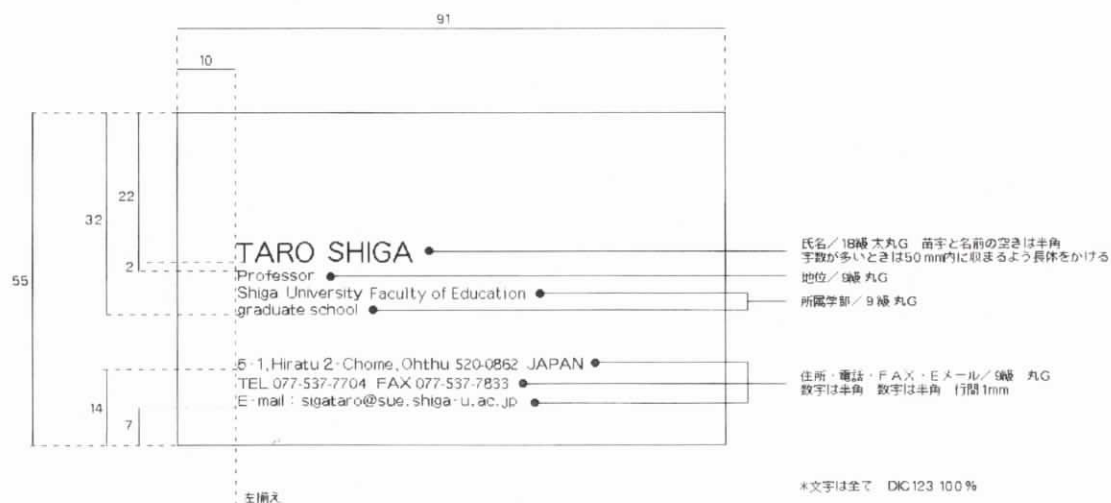 91
10
55
32
22
2
14
7
TARO SHIGA
Professor
Shiga University Faculty of Education
graduate school
5-1,Hiratu 2-Chome,Ohthu 520-0862 JAPAN
TEL 077-537-7704 FAX 077-537-7833
E-mail : sigataro@sue.shiga-u.ac.jp
氏名／18級 太丸G 苗字と名前の空きは半角
字数が多いときは50mm内に収まるよう長体をかける
地位／9級 丸G
所属学部／9級 丸G
住所・電話・FAX・Eメール／9級 丸G
数字は半角 数字は半角 行間1mm
左揃え
*文字は全て DIC123 100%